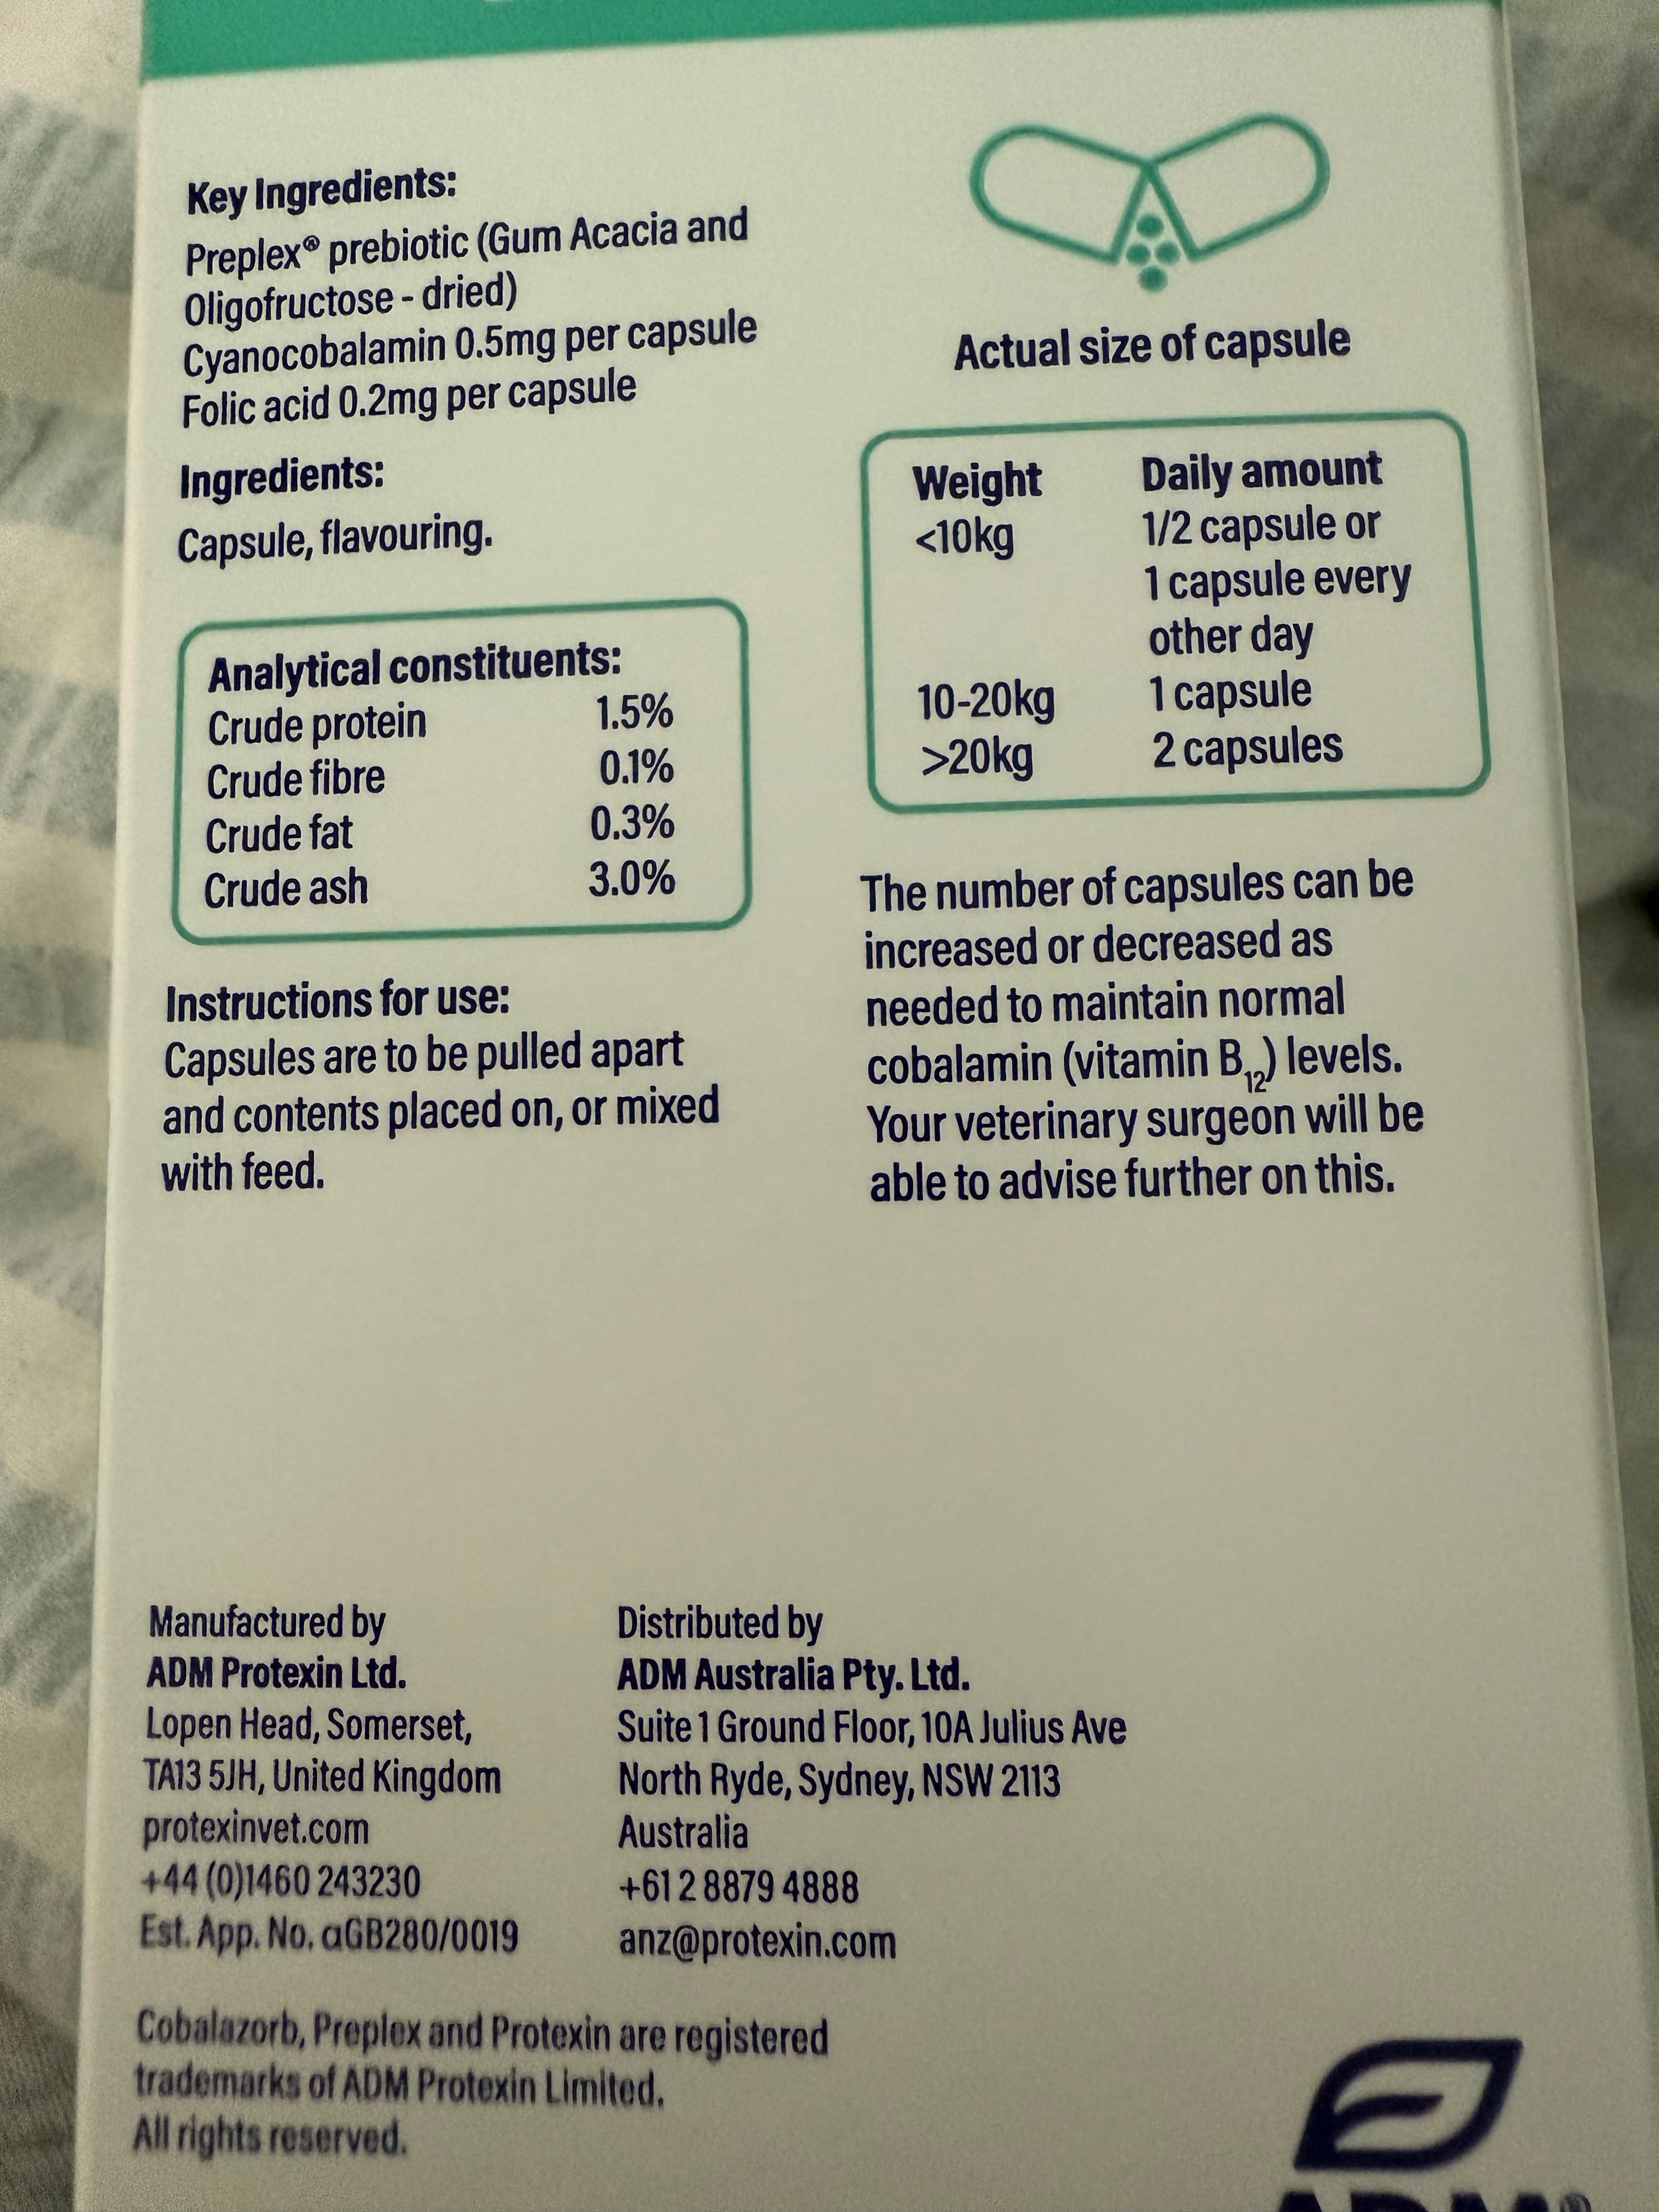 Key Ingredients:
Preplex® prebiotic (Gum Acacia and
Oligofructose - dried)
Cyanocobalamin 0.5mg per capsule
Folic acid 0.2mg per capsule
Ingredients:
Capsule, flavouring.
Analytical constituents:
Crude protein 1.5%
Crude fibre 0.1%
Crude fat 0.3%
Crude ash 3.0%
Instructions for use:
Capsules are to be pulled apart
and contents placed on, or mixed
with feed.
Actual size of capsule
Weight Daily amount
<10kg 1/2 capsule or
1 capsule every
other day
10-20kg 1 capsule
>20kg 2 capsules
The number of capsules can be
increased or decreased as
needed to maintain normal
cobalamin (vitamin B₁₂) levels.
Your veterinary surgeon will be
able to advise further on this.
Manufactured by
ADM Protexin Ltd.
Lopen Head, Somerset,
TA13 5JH, United Kingdom
protexinvet.com
+44 (0)1460 243230
Est. App. No. αGB280/0019
Distributed by
ADM Australia Pty. Ltd.
Suite 1 Ground Floor, 10A Julius Ave
North Ryde, Sydney, NSW 2113
Australia
+61 2 8879 4888
anz@protexin.com
Cobalazorb, Preplex and Protexin are registered
trademarks of ADM Protexin Limited.
All rights reserved.
ADM®